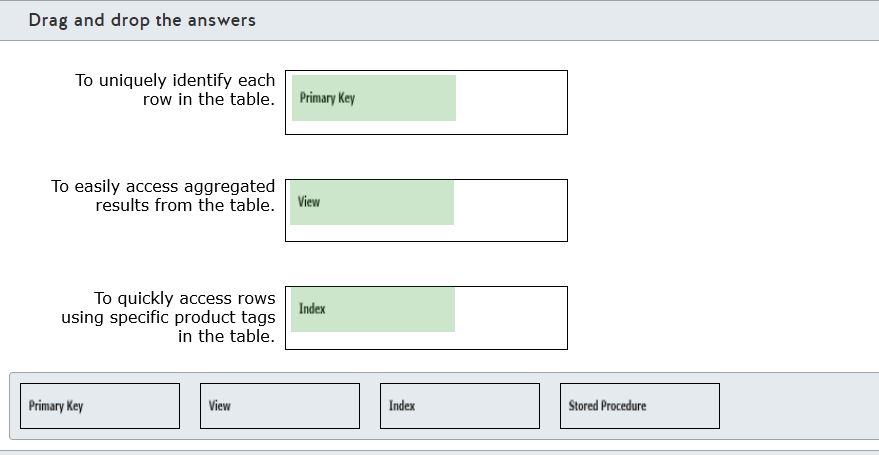 Drag and drop the answers
To uniquely identify each
row in the table.
Primary Key
To easily access aggregated
results from the table.
View
To quickly access rows
using specific product tags
in the table.
Index
Primary Key
View
Index
Stored Procedure